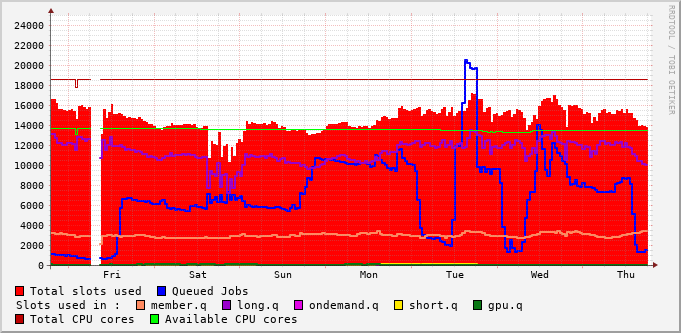 RRDTOOL / TOBI OETIKER
24000
22000
20000
18000
16000
14000
12000
10000
8000
6000
4000
2000
0
Fri Sat Sun Mon Tue Wed Thu
Total slots used Queued Jobs
Slots used in : member.q long.q ondemand.q short.q gpu.q
Total CPU cores Available CPU cores